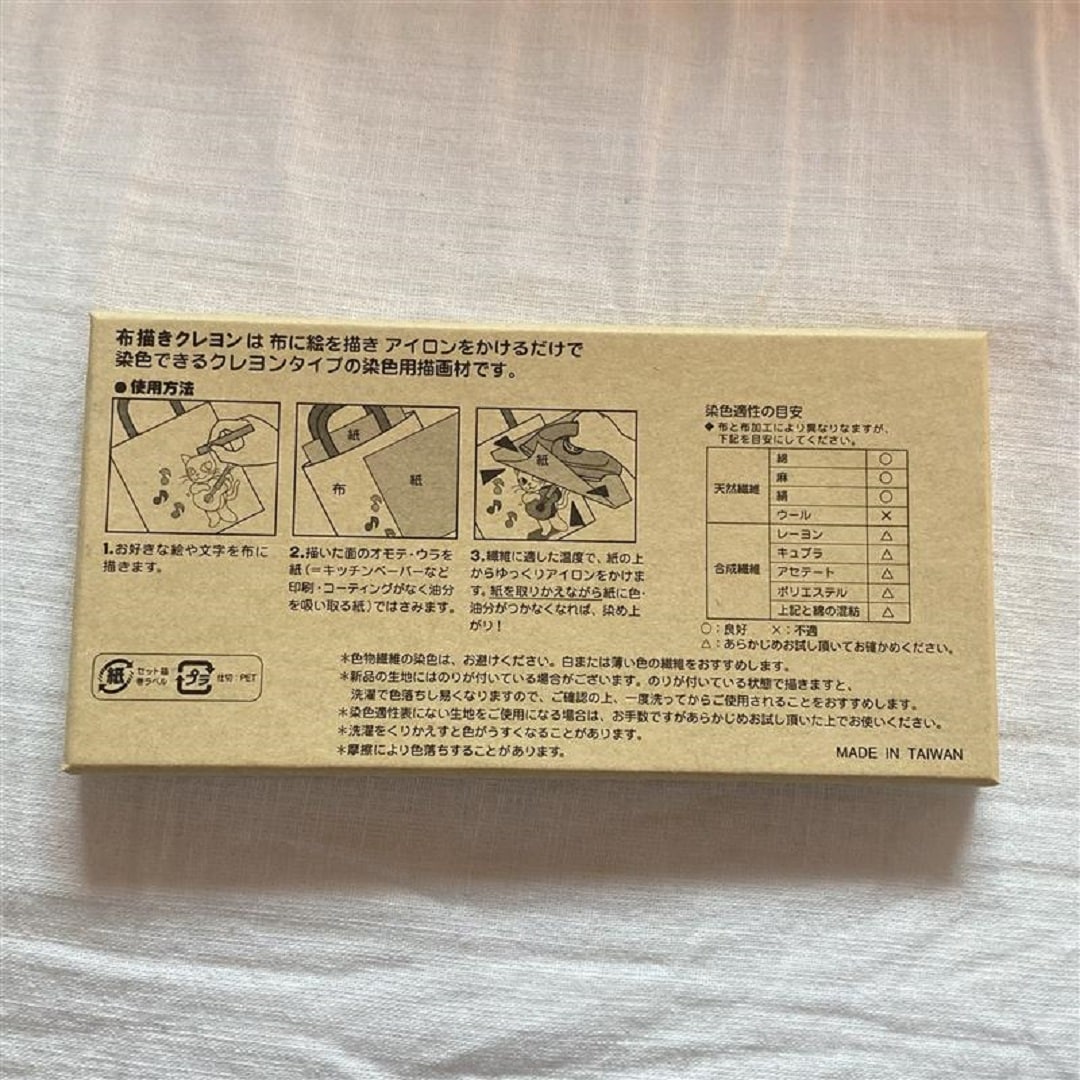 布描きクレヨンは 布に絵を描き アイロンをかけるだけで
染色できるクレヨンタイプの染色用描画材です。
●使用方法
紙
布
紙
紙
1.お好きな絵や文字を布に
描きます。
2.描いた面のオモテ・ウラを
紙(=キッチンペーパーなど
印刷・コーティングがなく油分
を吸い取る紙)ではさみます。
3.繊維に適した温度で、紙の上
からゆっくりアイロンをかけま
す。紙を取りかえながら紙に色・
油分がつかなくなれば、染め上
がり!
染色適性の目安
◆布と布加工により異なりなますが、
下記を目安にしてください。
天然繊維
綿 ○
麻 ○
絹 ○
ウール ×
合成繊維
レーヨン △
キュプラ △
アセテート △
ポリエステル △
上記と綿の混紡 △
○:良好 ×:不適
△:あらかじめお試し頂いてお確かめください。
紙
セット箱
巻ラベル
プラ
仕切:PET
*色物繊維の染色は、お避けください。白または薄い色の繊維をおすすめします。
*新品の生地にはのりが付いている場合がございます。のりが付いている状態で描きますと、
洗濯で色落ちし易くなりますので、ご確認の上、一度洗ってからご使用されることをおすすめします。
*染色適性表にない生地をご使用になる場合は、お手数ですがあらかじめお試し頂いた上でお使いください。
*洗濯をくりかえすと色がうすくなることがあります。
*摩擦により色落ちすることがあります。
MADE IN TAIWAN